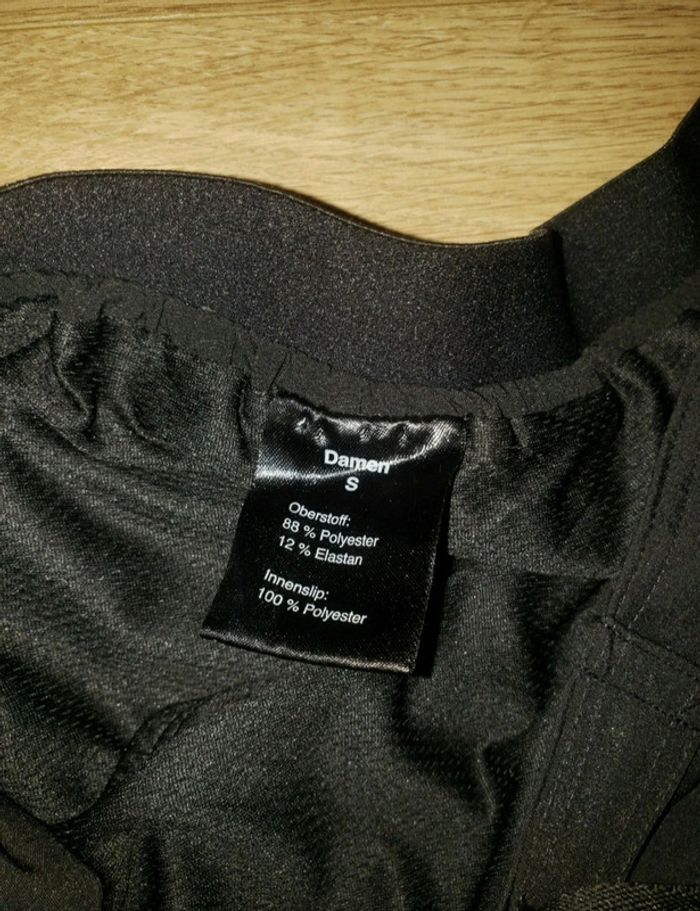 Damen
S
Oberstoff:
88 % Polyester
12 % Elastan
Innenslip:
100 % Polyester